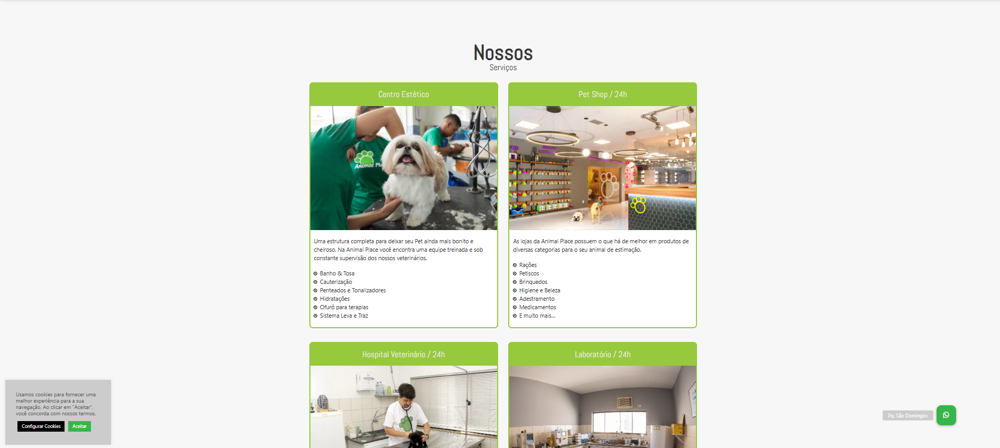 Nossos
Serviços
Centro Estético
Animal Pla
Uma estrutura completa para deixar seu Pet ainda mais bonito e
cheiroso. Na Animal Place você encontra uma equipe treinada e sob
constante supervisão dos nossos veterinários.
Banho & Tosa
Cauterização
Penteados e Tonalizadores
Hidratações
Ofurô para terapias
Sistema Leva e Traz
Pet Shop / 24h
As lojas da Animal Place possuem o que há de melhor em produtos de
diversas categorias para o seu animal de estimação.
Rações
Petiscos
Brinquedos
Higiene e Beleza
Adestramento
Medicamentos
E muito mais...
Hospital Veterinário / 24h
Laboratório / 24h
Usamos cookies para fornecer uma
melhor experiência para a sua
navegação. Ao clicar em "Aceitar",
você concorda com nossos termos.
Configurar Cookies
Aceitar
Pq. São Domingos